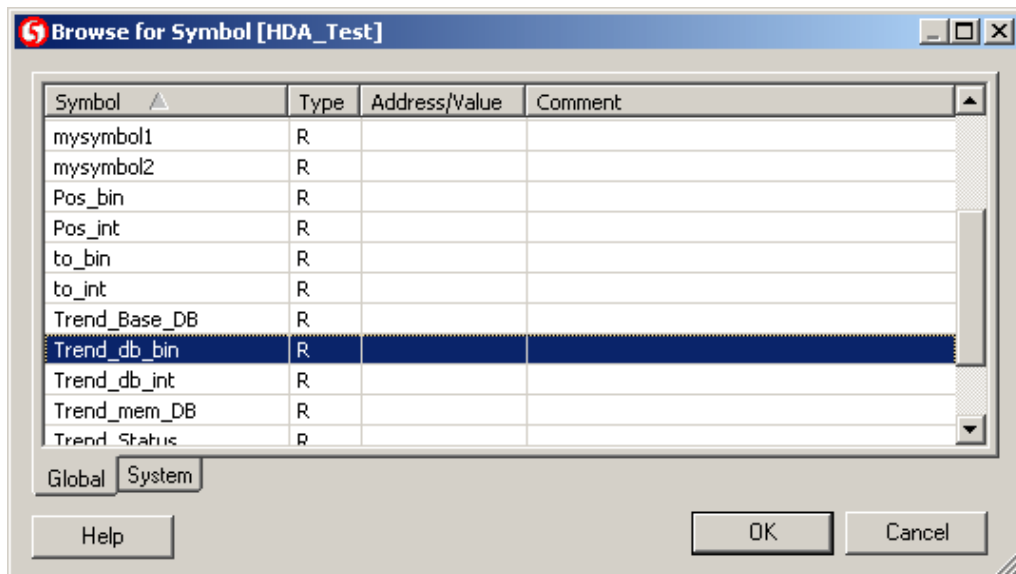 Browse for Symbol [HDA_Test]
Symbol Type Address/Value Comment
mysymbol1 R
mysymbol2 R
Pos_bin R
Pos_int R
to_bin R
to_int R
Trend_Base_DB R
Trend_db_bin R
Trend_db_int R
Trend_mem_DB R
Trend_Status R
Global System
Help OK Cancel